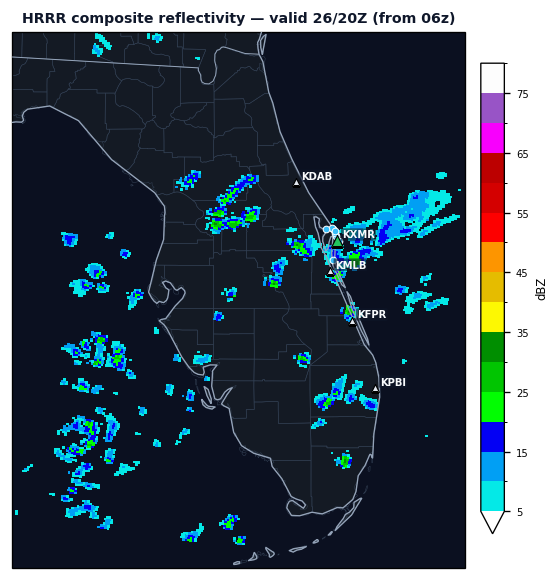 HRRR composite reflectivity — valid 26/20Z (from 06z)
KDAB
KXMR
KMLB
KFPR
KPBI
75
65
55
45
35
25
15
5
dBZ